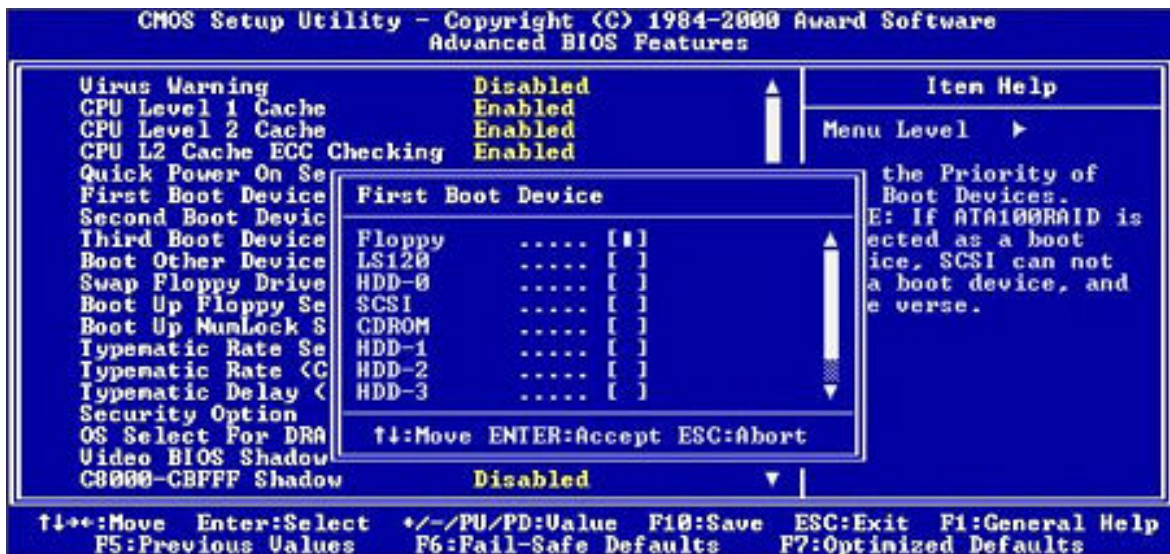 CMOS Setup Utility - Copyright (C) 1984-2000 Award Software
Advanced BIOS Features
Virus Warning Disabled
CPU Level 1 Cache Enabled
CPU Level 2 Cache Enabled
CPU L2 Cache ECC Checking Enabled
Quick Power On Se
First Boot Device
Second Boot Devic
Third Boot Device
Boot Other Device
Swap Floppy Drive
Boot Up Floppy Se
Boot Up NumLock S
Typematic Rate Se
Typematic Rate (C
Typematic Delay (
Security Option
OS Select For DRA
Video BIOS Shadow
C8000-CBFFF Shadow Disabled
First Boot Device
Floppy ..... [▮]
LS120 ..... [ ]
HDD-0 ..... [ ]
SCSI ..... [ ]
CDROM ..... [ ]
HDD-1 ..... [ ]
HDD-2 ..... [ ]
HDD-3 ..... [ ]
↑↓:Move ENTER:Accept ESC:Abort
Item Help
Menu Level ▶
the Priority of
Boot Devices.
E: If ATA100RAID is
ected as a boot
ice, SCSI can not
a boot device, and
e verse.
↑↓→←:Move Enter:Select +/-/PU/PD:Value F10:Save ESC:Exit F1:General Help
F5:Previous Values F6:Fail-Safe Defaults F7:Optimized Defaults